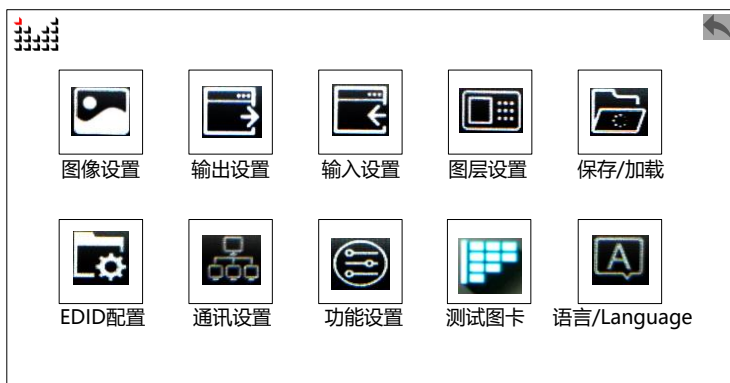 图像设置
输出设置
输入设置
图层设置
保存/加载
EDID配置
通讯设置
功能设置
测试图卡
A
语言/Language